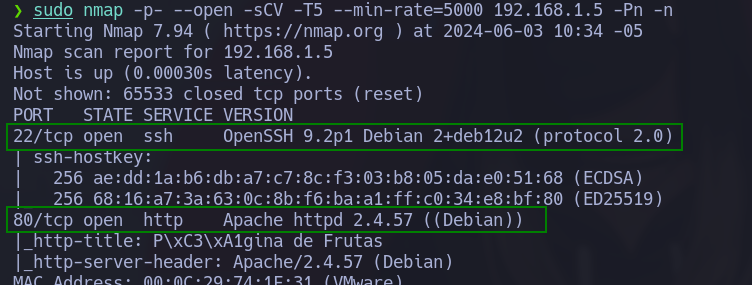 ❯ sudo nmap -p- --open -sCV -T5 --min-rate=5000 192.168.1.5 -Pn -n
Starting Nmap 7.94 ( https://nmap.org ) at 2024-06-03 10:34 -05
Nmap scan report for 192.168.1.5
Host is up (0.00030s latency).
Not shown: 65533 closed tcp ports (reset)
PORT   STATE SERVICE VERSION
22/tcp open  ssh     OpenSSH 9.2p1 Debian 2+deb12u2 (protocol 2.0)
| ssh-hostkey:
|   256 ae:dd:1a:b6:db:a7:c7:8c:f3:03:b8:05:da:e0:51:68 (ECDSA)
|   256 68:16:a7:3a:63:0c:8b:f6:ba:a1:ff:c0:34:e8:bf:80 (ED25519)
80/tcp open  http    Apache httpd 2.4.57 ((Debian))
|_http-title: P\xC3\xA1gina de Frutas
|_http-server-header: Apache/2.4.57 (Debian)
MAC Address: 00:0C:29:74:1F:31 (VMware)